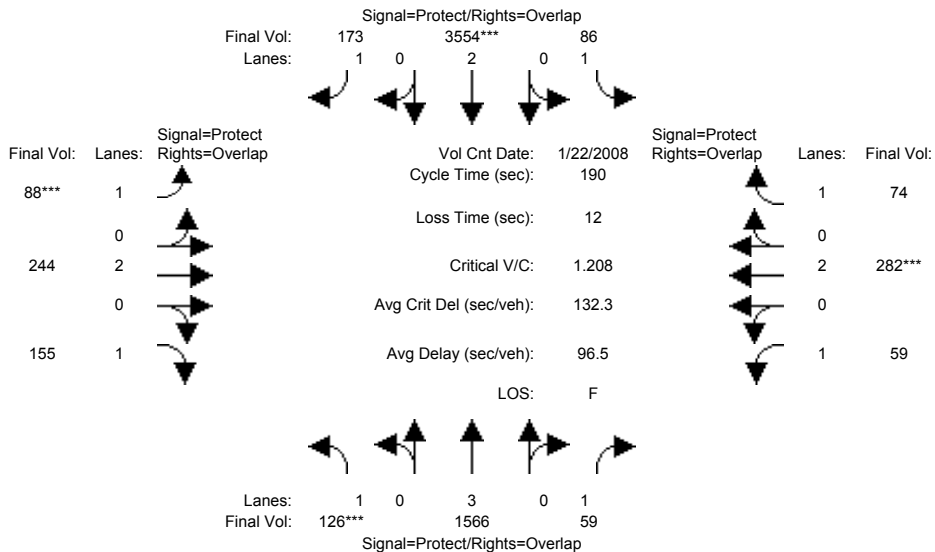 Signal=Protect/Rights=Overlap
Final Vol: 173 3554*** 86
Lanes: 1 0 2 0 1
Signal=Protect Signal=Protect
Final Vol: Lanes: Rights=Overlap Vol Cnt Date: 1/22/2008 Rights=Overlap Lanes: Final Vol:
Cycle Time (sec): 190
88*** 1 1 74
Loss Time (sec): 12
0 0
244 2 Critical V/C: 1.208 2 282***
0 Avg Crit Del (sec/veh): 132.3 0
155 1 Avg Delay (sec/veh): 96.5 1 59
LOS: F
Lanes: 1 0 3 0 1
Final Vol: 126*** 1566 59
Signal=Protect/Rights=Overlap